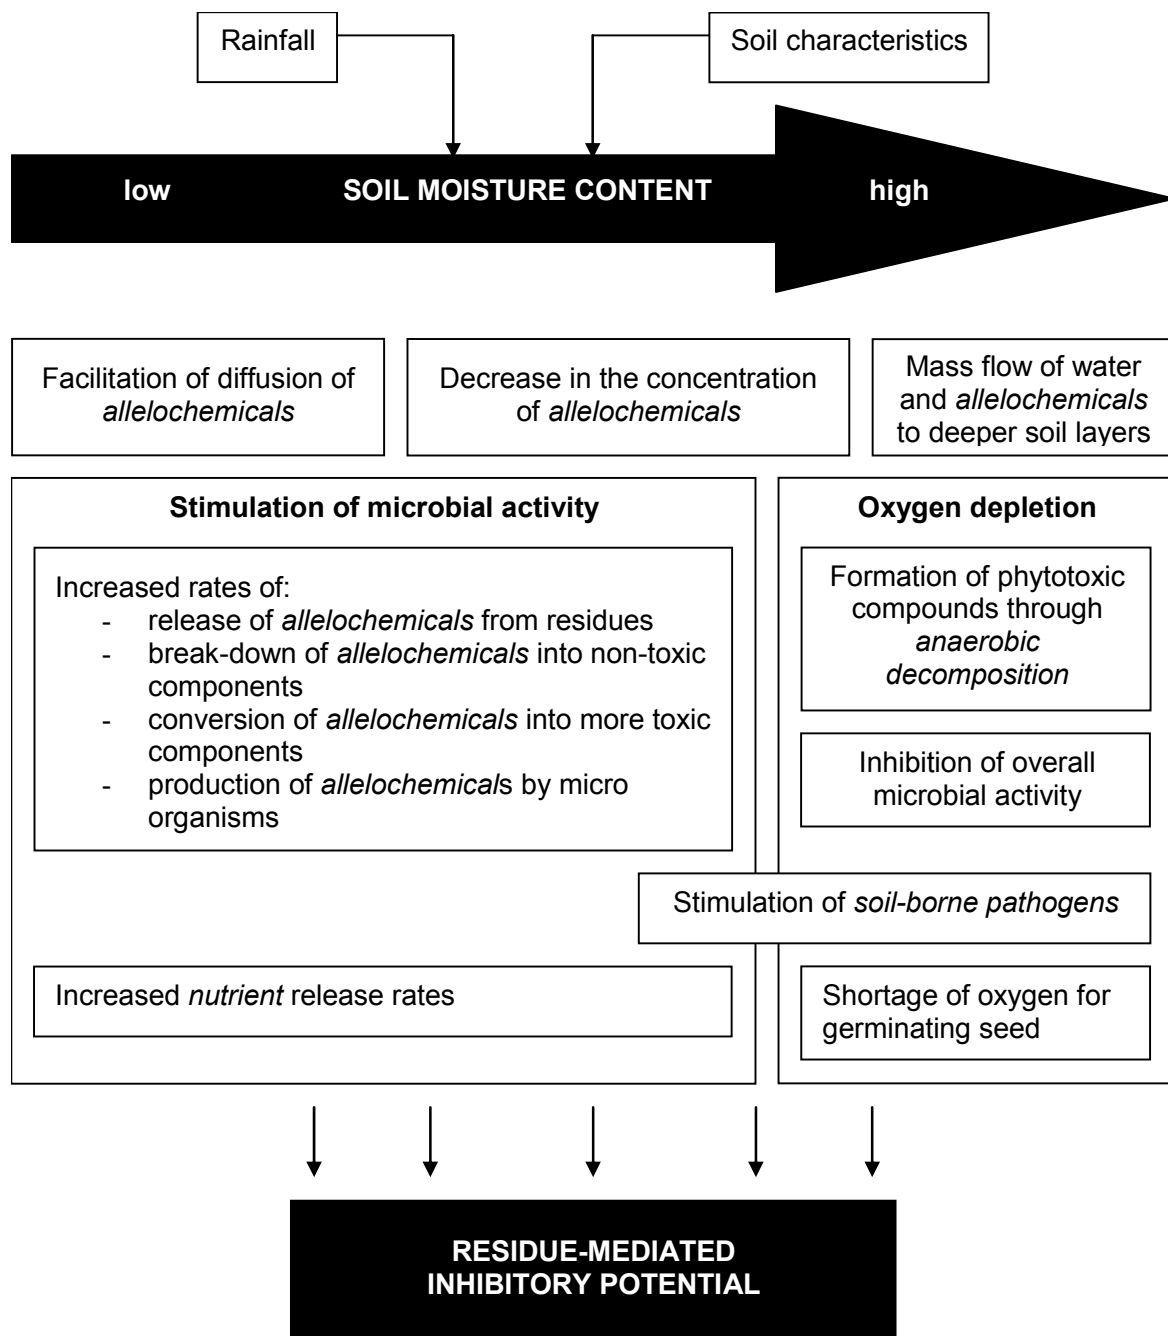 Rainfall
Soil characteristics
low
SOIL MOISTURE CONTENT
high
Facilitation of diffusion of
allelochemicals
Decrease in the concentration
of allelochemicals
Mass flow of water
and allelochemicals
to deeper soil layers
Stimulation of microbial activity
Increased rates of:
- release of allelochemicals from residues
- break-down of allelochemicals into non-toxic
components
- conversion of allelochemicals into more toxic
components
- production of allelochemicals by micro
organisms
Oxygen depletion
Formation of phytotoxic
compounds through
anaerobic
decomposition
Inhibition of overall
microbial activity
Stimulation of soil-borne pathogens
Increased nutrient release rates
Shortage of oxygen for
germinating seed
RESIDUE-MEDIATED
INHIBITORY POTENTIAL